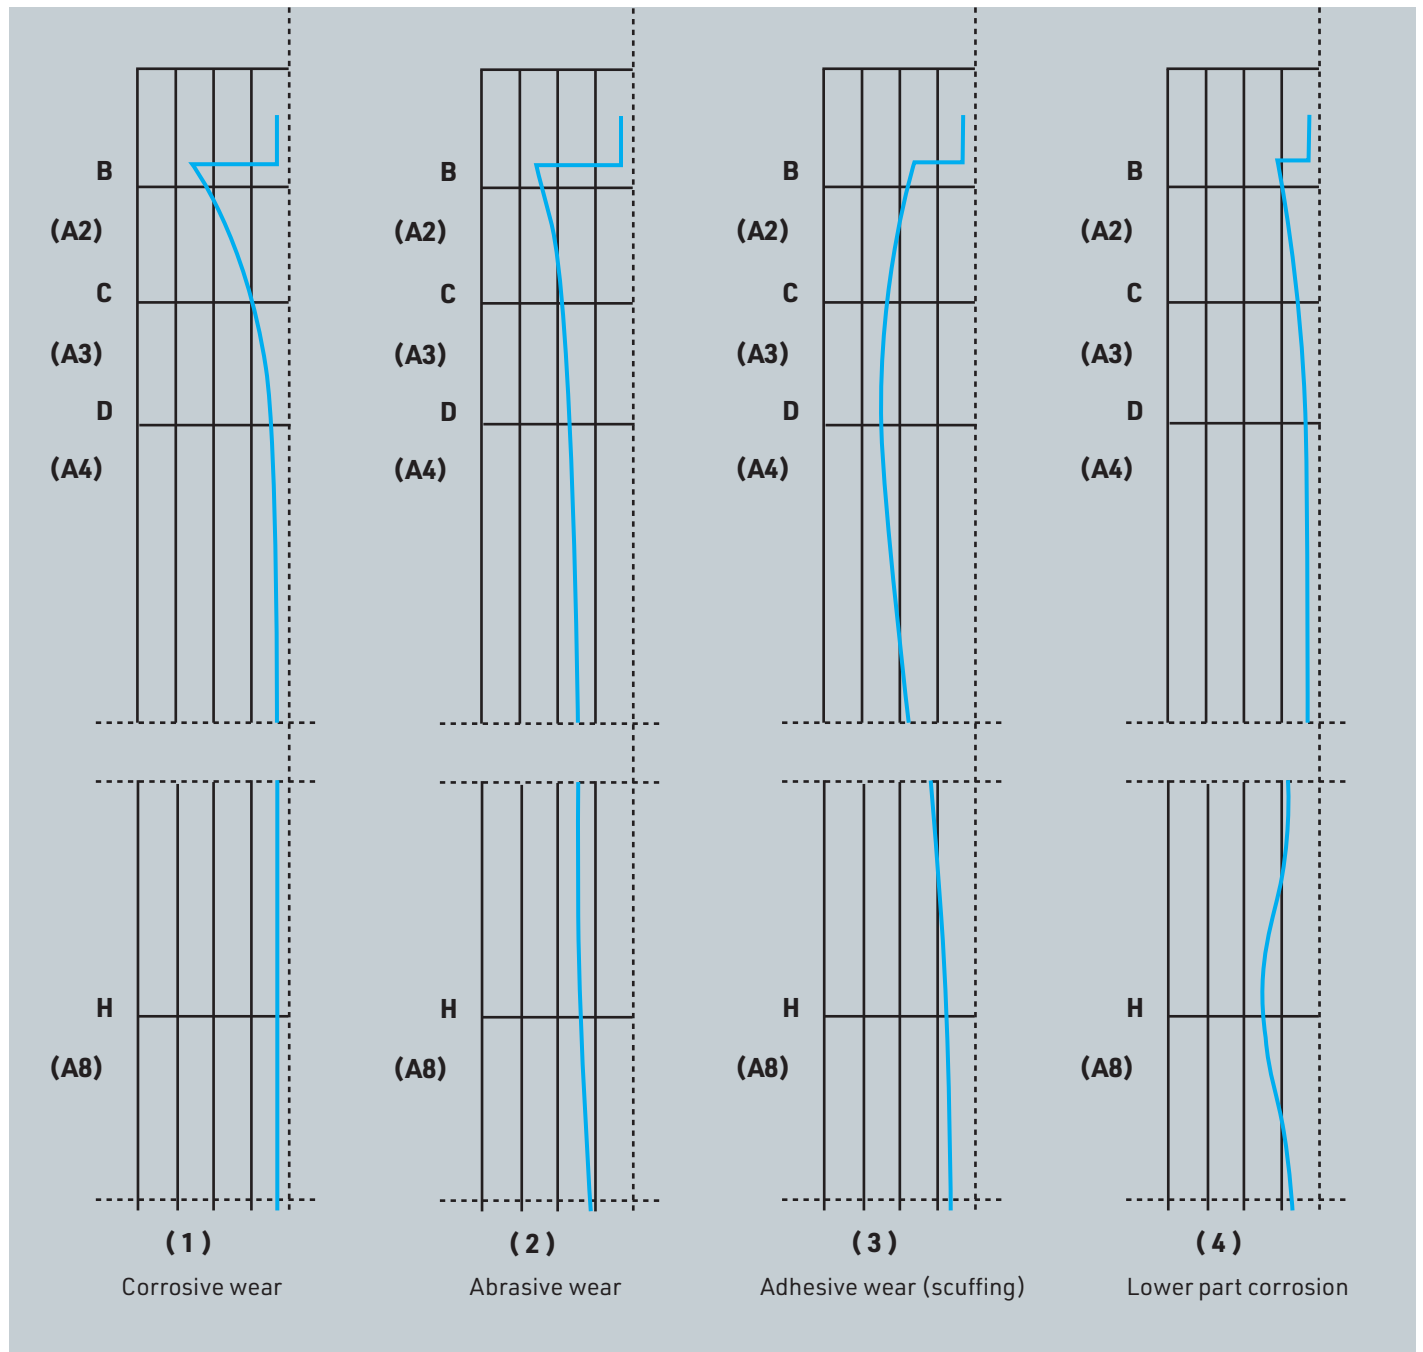 B B B B
(A2) (A2) (A2) (A2)
C C C C
(A3) (A3) (A3) (A3)
D D D D
(A4) (A4) (A4) (A4)
H H H H
(A8) (A8) (A8) (A8)
(1) (2) (3) (4)
Corrosive wear Abrasive wear Adhesive wear (scuffing) Lower part corrosion